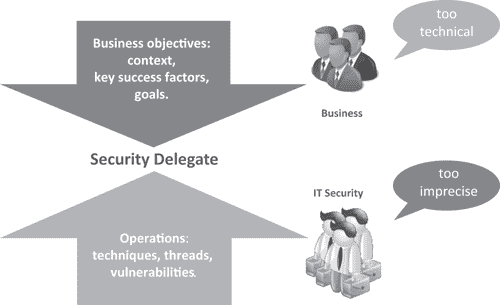 Business objectives:
context,
key success factors,
goals.
too
technical
Business
Security Delegate
too
imprecise
IT Security
Operations:
techniques, threads,
vulnerabilities.